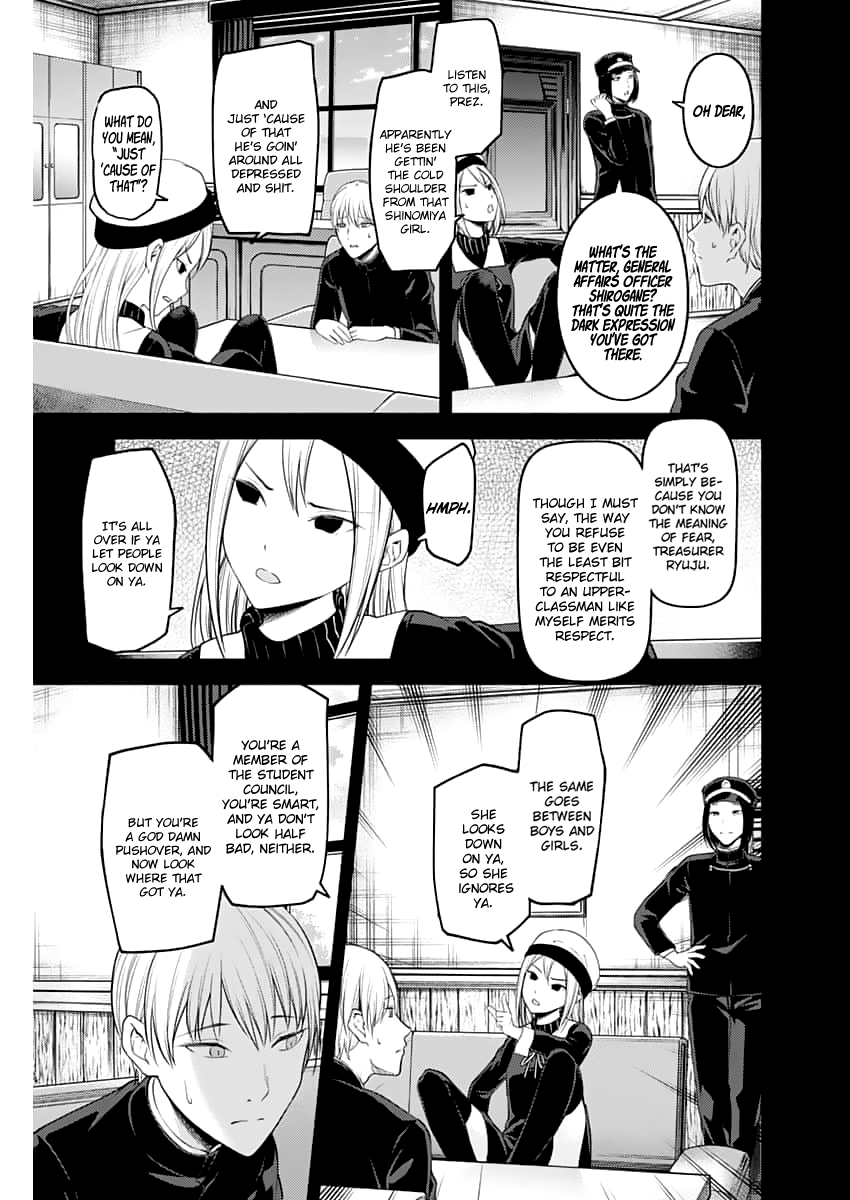 OH DEAR,
WHAT'S THE
MATTER, GENERAL
AFFAIRS OFFICER
SHIROGANE?
THAT'S QUITE THE
DARK EXPRESSION
YOU'VE GOT
THERE.
LISTEN
TO THIS,
PREZ.
APPARENTLY
HE'S BEEN
GETTIN'
THE COLD
SHOULDER
FROM THAT
SHINOMIYA
GIRL.
AND
JUST 'CAUSE
OF THAT
HE'S GOIN'
AROUND ALL
DEPRESSED
AND SHIT.
WHAT DO
YOU MEAN,
"JUST
'CAUSE OF
THAT"?
THAT'S
SIMPLY BE-
CAUSE YOU
DON'T KNOW
THE MEANING
OF FEAR,
TREASURER
RYUJU.
THOUGH I MUST
SAY, THE WAY
YOU REFUSE
TO BE EVEN
THE LEAST BIT
RESPECTFUL
TO AN UPPER-
CLASSMAN LIKE
MYSELF MERITS
RESPECT.
HMPH.
IT'S ALL
OVER IF YA
LET PEOPLE
LOOK DOWN
ON YA.
THE SAME
GOES
BETWEEN
BOYS AND
GIRLS.
SHE
LOOKS
DOWN
ON YA,
SO SHE
IGNORES
YA.
YOU'RE A
MEMBER OF
THE STUDENT
COUNCIL,
YOU'RE SMART,
AND YA DON'T
LOOK HALF
BAD, NEITHER.
BUT YOU'RE
A GOD DAMN
PUSHOVER, AND
NOW LOOK
WHERE THAT
GOT YA.